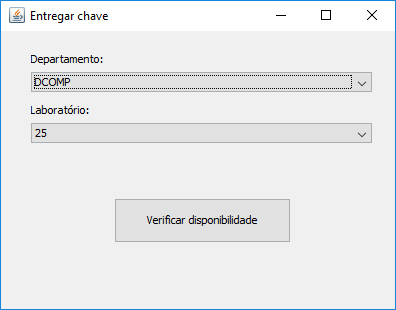 Entregar chave
Departamento:
DCOMP
Laboratório:
25
Verificar disponibilidade